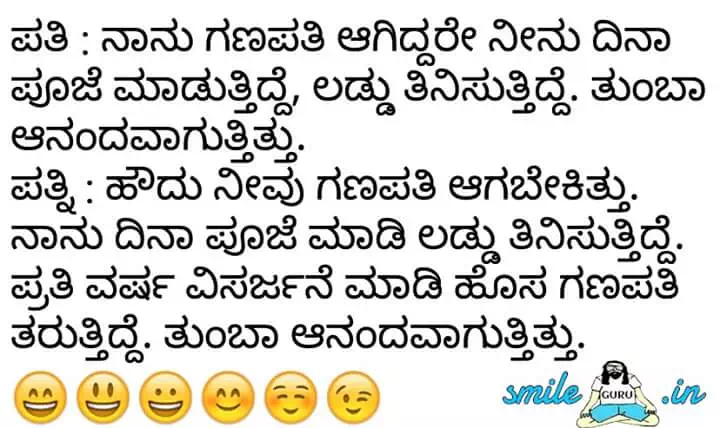 ಪತಿ : ನಾನು ಗಣಪತಿ ಆಗಿದ್ದರೇ ನೀನು ದಿನಾ
ಪೂಜೆ ಮಾಡುತ್ತಿದ್ದೆ, ಲಡ್ಡು ತಿನಿಸುತ್ತಿದ್ದೆ. ತುಂಬಾ
ಆನಂದವಾಗುತ್ತಿತ್ತು.
ಪತ್ನಿ : ಹೌದು ನೀವು ಗಣಪತಿ ಆಗಬೇಕಿತ್ತು.
ನಾನು ದಿನಾ ಪೂಜೆ ಮಾಡಿ ಲಡ್ಡು ತಿನಿಸುತ್ತಿದ್ದೆ.
ಪ್ರತಿ ವರ್ಷ ವಿಸರ್ಜನೆ ಮಾಡಿ ಹೊಸ ಗಣಪತಿ
ತರುತ್ತಿದ್ದೆ. ತುಂಬಾ ಆನಂದವಾಗುತ್ತಿತ್ತು.
smile GURU .in